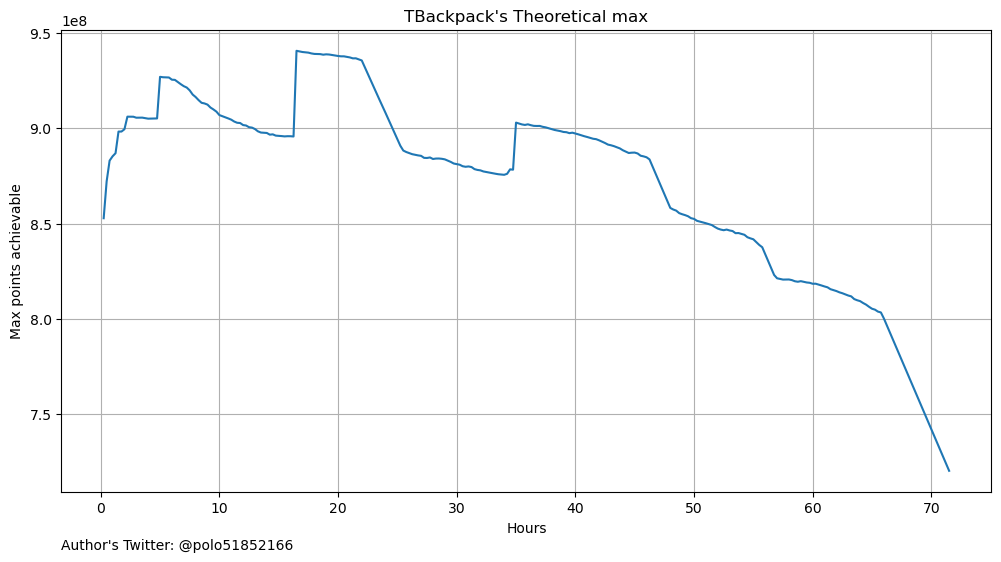 TBackpack's Theoretical max
1e8
9.5
9.0
8.5
8.0
7.5
Max points achievable
0 10 20 30 40 50 60 70
Hours
Author's Twitter: @polo51852166